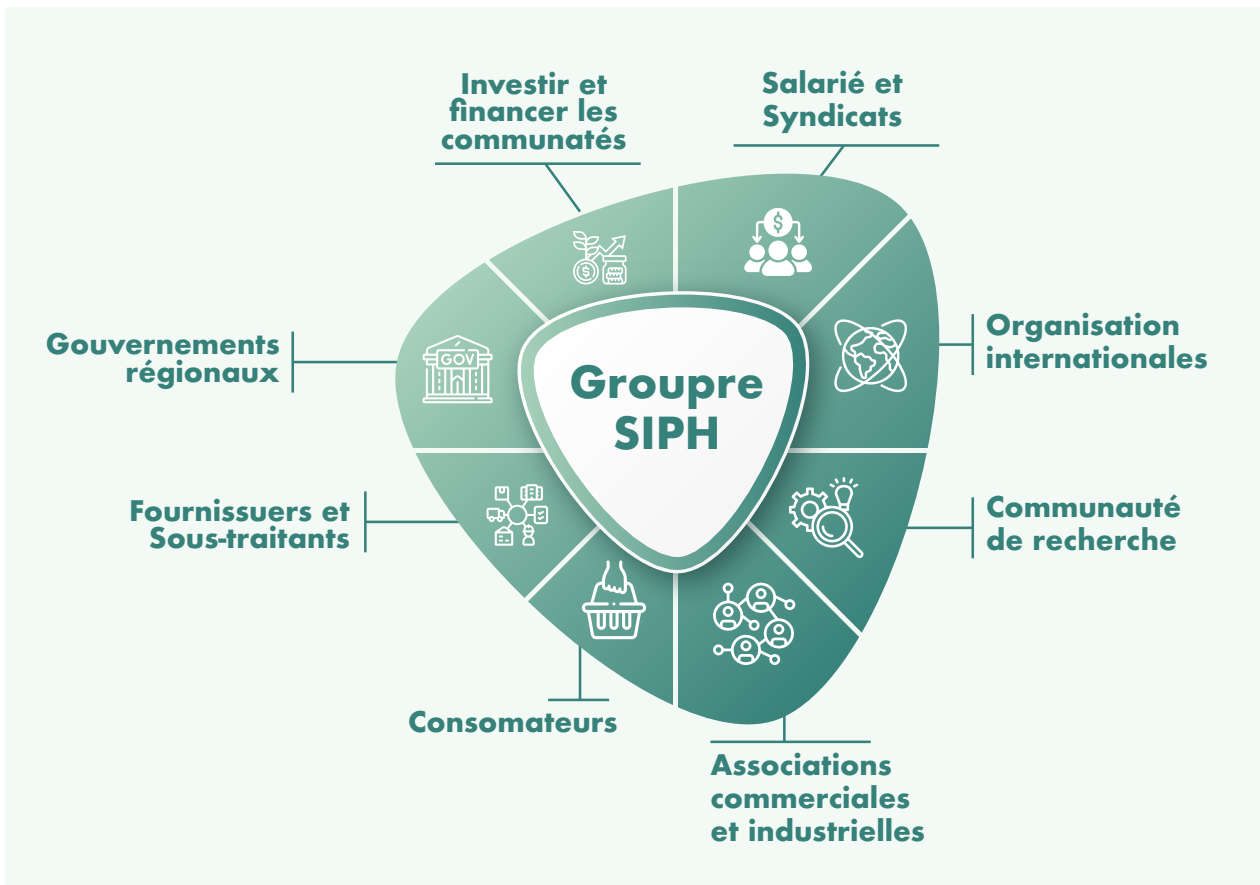 Investir et
financer les
communatés
Salarié et
Syndicats
Gouvernements
régionaux
GOV
Organisation
internationales
Groupre
SIPH
Fournissuers et
Sous-traitants
Communauté
de recherche
Consomateurs
Associations
commerciales
et industrielles